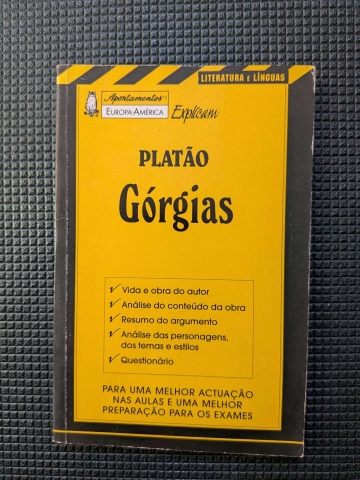 LITERATURA E LÍNGUAS
Apontamentos
EUROPA-AMÉRICA
Explicam
PLATÃO
Górgias
Vida e obra do autor
Análise do conteúdo da obra
Resumo do argumento
Análise das personagens,
dos temas e estilos
Questionário
PARA UMA MELHOR ACTUAÇÃO
NAS AULAS E UMA MELHOR
PREPARAÇÃO PARA OS EXAMES